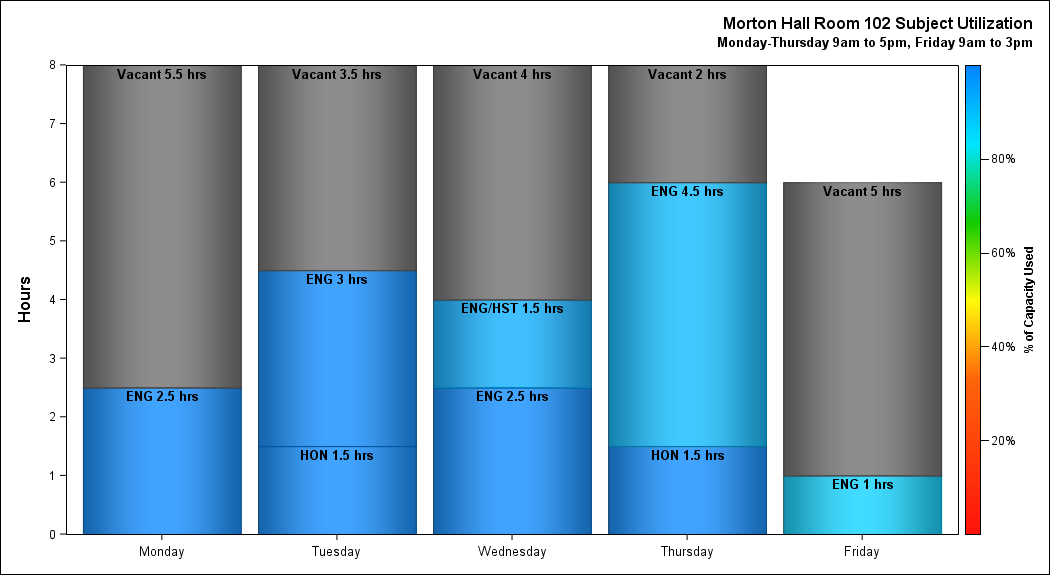 Morton Hall Room 102 Subject Utilization
Monday-Thursday 9am to 5pm, Friday 9am to 3pm
Hours
8
7
6
5
4
3
2
1
0
Vacant 5.5 hrs
ENG 2.5 hrs
Vacant 3.5 hrs
ENG 3 hrs
HON 1.5 hrs
Vacant 4 hrs
ENG/HST 1.5 hrs
ENG 2.5 hrs
Vacant 2 hrs
ENG 4.5 hrs
HON 1.5 hrs
Vacant 5 hrs
ENG 1 hrs
Monday
Tuesday
Wednesday
Thursday
Friday
80%
60%
40%
20%
% of Capacity Used